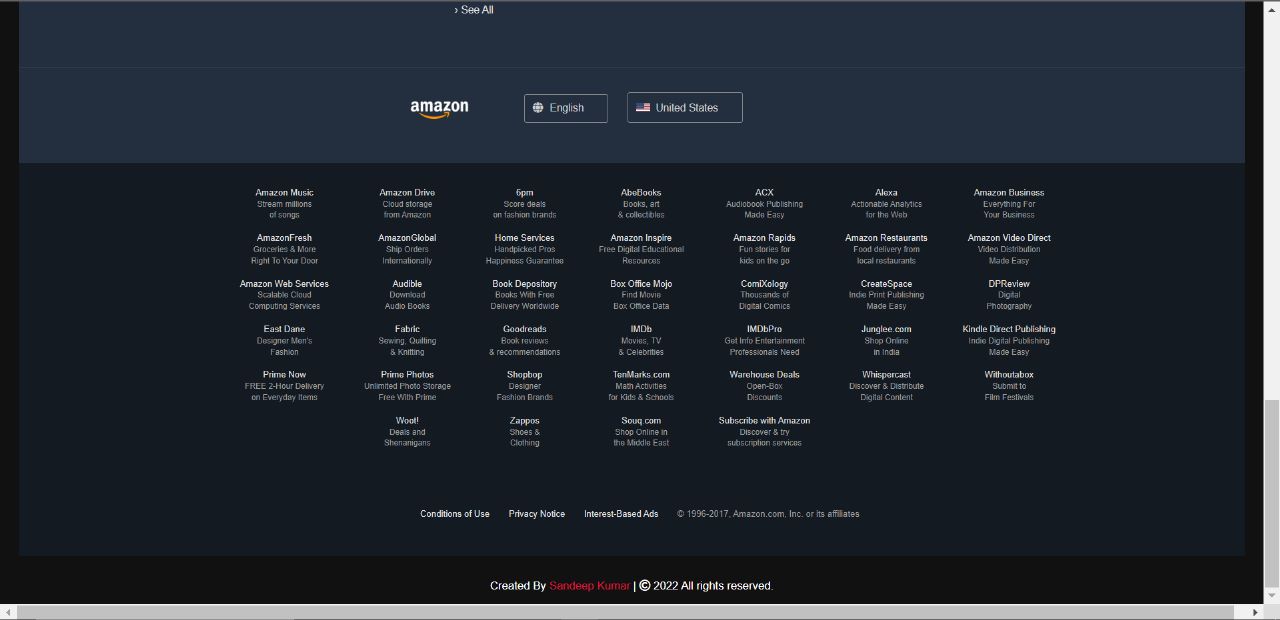 › See All
amazon
English
United States
Amazon Music Amazon Drive 6pm AbeBooks ACX Alexa Amazon Business
Stream millions Cloud storage Score deals Books, art Audiobook Publishing Actionable Analytics Everything For
of songs from Amazon on fashion brands & collectibles Made Easy for the Web Your Business
AmazonFresh AmazonGlobal Home Services Amazon Inspire Amazon Rapids Amazon Restaurants Amazon Video Direct
Groceries & More Ship Orders Handpicked Pros Free Digital Educational Fun stories for Food delivery from Video Distribution
Right To Your Door Internationally Happiness Guarantee Resources kids on the go local restaurants Made Easy
Amazon Web Services Audible Book Depository Box Office Mojo ComiXology CreateSpace DPReview
Scalable Cloud Download Books With Free Find Movie Thousands of Indie Print Publishing Digital
Computing Services Audio Books Delivery Worldwide Box Office Data Digital Comics Made Easy Photography
East Dane Fabric Goodreads IMDb IMDbPro Junglee.com Kindle Direct Publishing
Designer Men's Sewing, Quilting Book reviews Movies, TV Get Info Entertainment Shop Online Indie Digital Publishing
Fashion & Knitting & recommendations & Celebrities Professionals Need in India Made Easy
Prime Now Prime Photos Shopbop TenMarks.com Warehouse Deals Whispercast Withoutabox
FREE 2-Hour Delivery Unlimited Photo Storage Designer Math Activities Open-Box Discover & Distribute Submit to
on Everyday Items Free With Prime Fashion Brands for Kids & Schools Discounts Digital Content Film Festivals
Woot! Zappos Souq.com Subscribe with Amazon
Deals and Shoes & Shop Online in Discover & try
Shenanigans Clothing the Middle East subscription services
Conditions of Use Privacy Notice Interest-Based Ads © 1996-2017, Amazon.com, Inc. or its affiliates
Created By Sandeep Kumar | © 2022 All rights reserved.